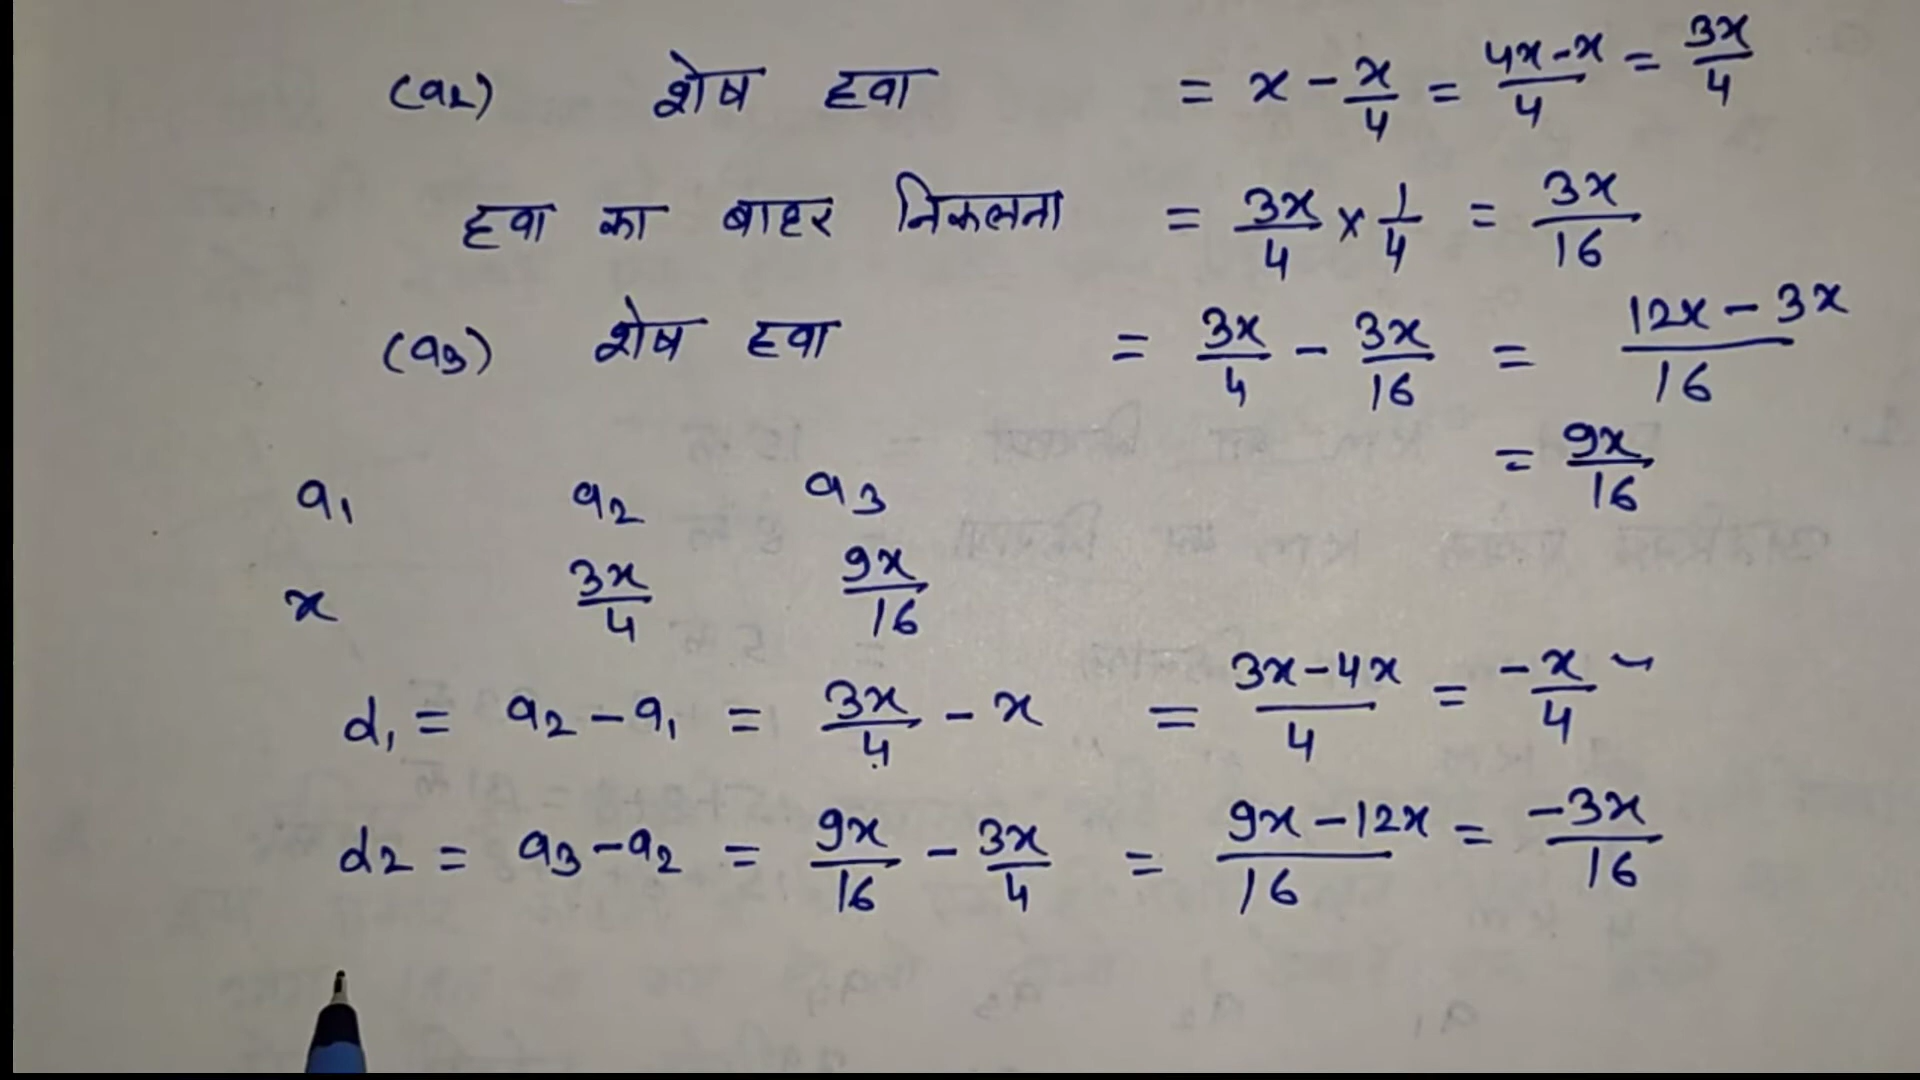 (a2) शेष हवा = x - x/4 = 4x-x/4 = 3x/4
हवा का बाहर निकलना = 3x/4 × 1/4 = 3x/16
(a3) शेष हवा = 3x/4 - 3x/16 = 12x - 3x/16
= 9x/16
a1 a2 a3
x 3x/4 9x/16
d1 = a2 - a1 = 3x/4 - x = 3x-4x/4 = -x/4
d2 = a3 - a2 = 9x/16 - 3x/4 = 9x-12x/16 = -3x/16